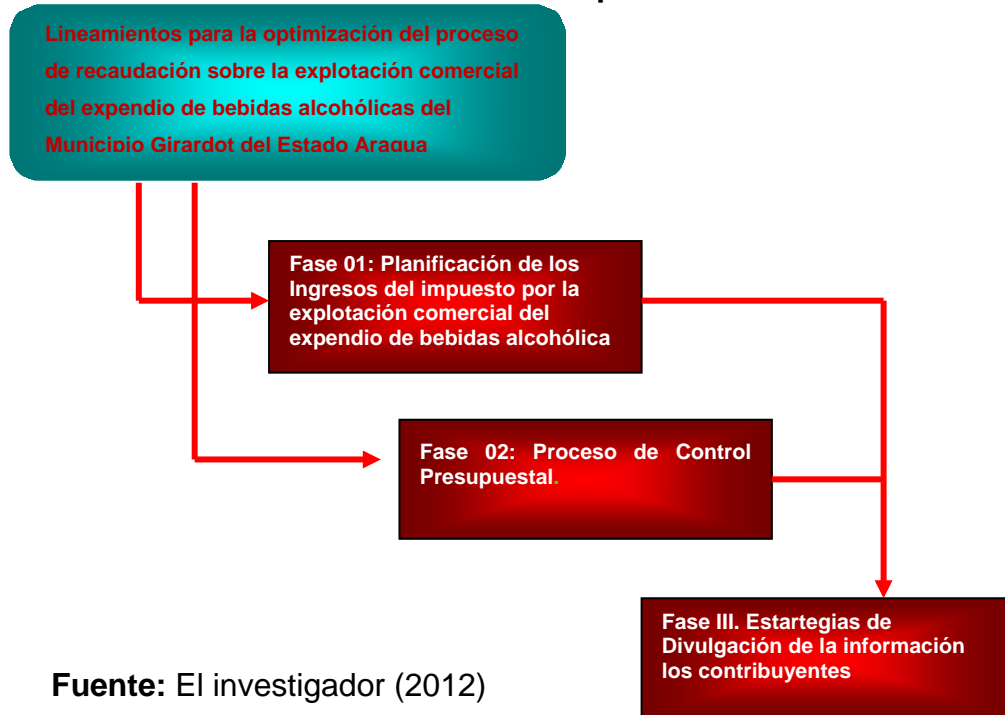 Lineamientos para la optimización del proceso
de recaudación sobre la explotación comercial
del expendio de bebidas alcohólicas del
Municipio Girardot del Estado Aragua
Fase 01: Planificación de los
Ingresos del impuesto por la
explotación comercial del
expendio de bebidas alcohólica
Fase 02: Proceso de Control
Presupuestal.
Fase III. Estartegias de
Divulgación de la información
los contribuyentes
Fuente: El investigador (2012)